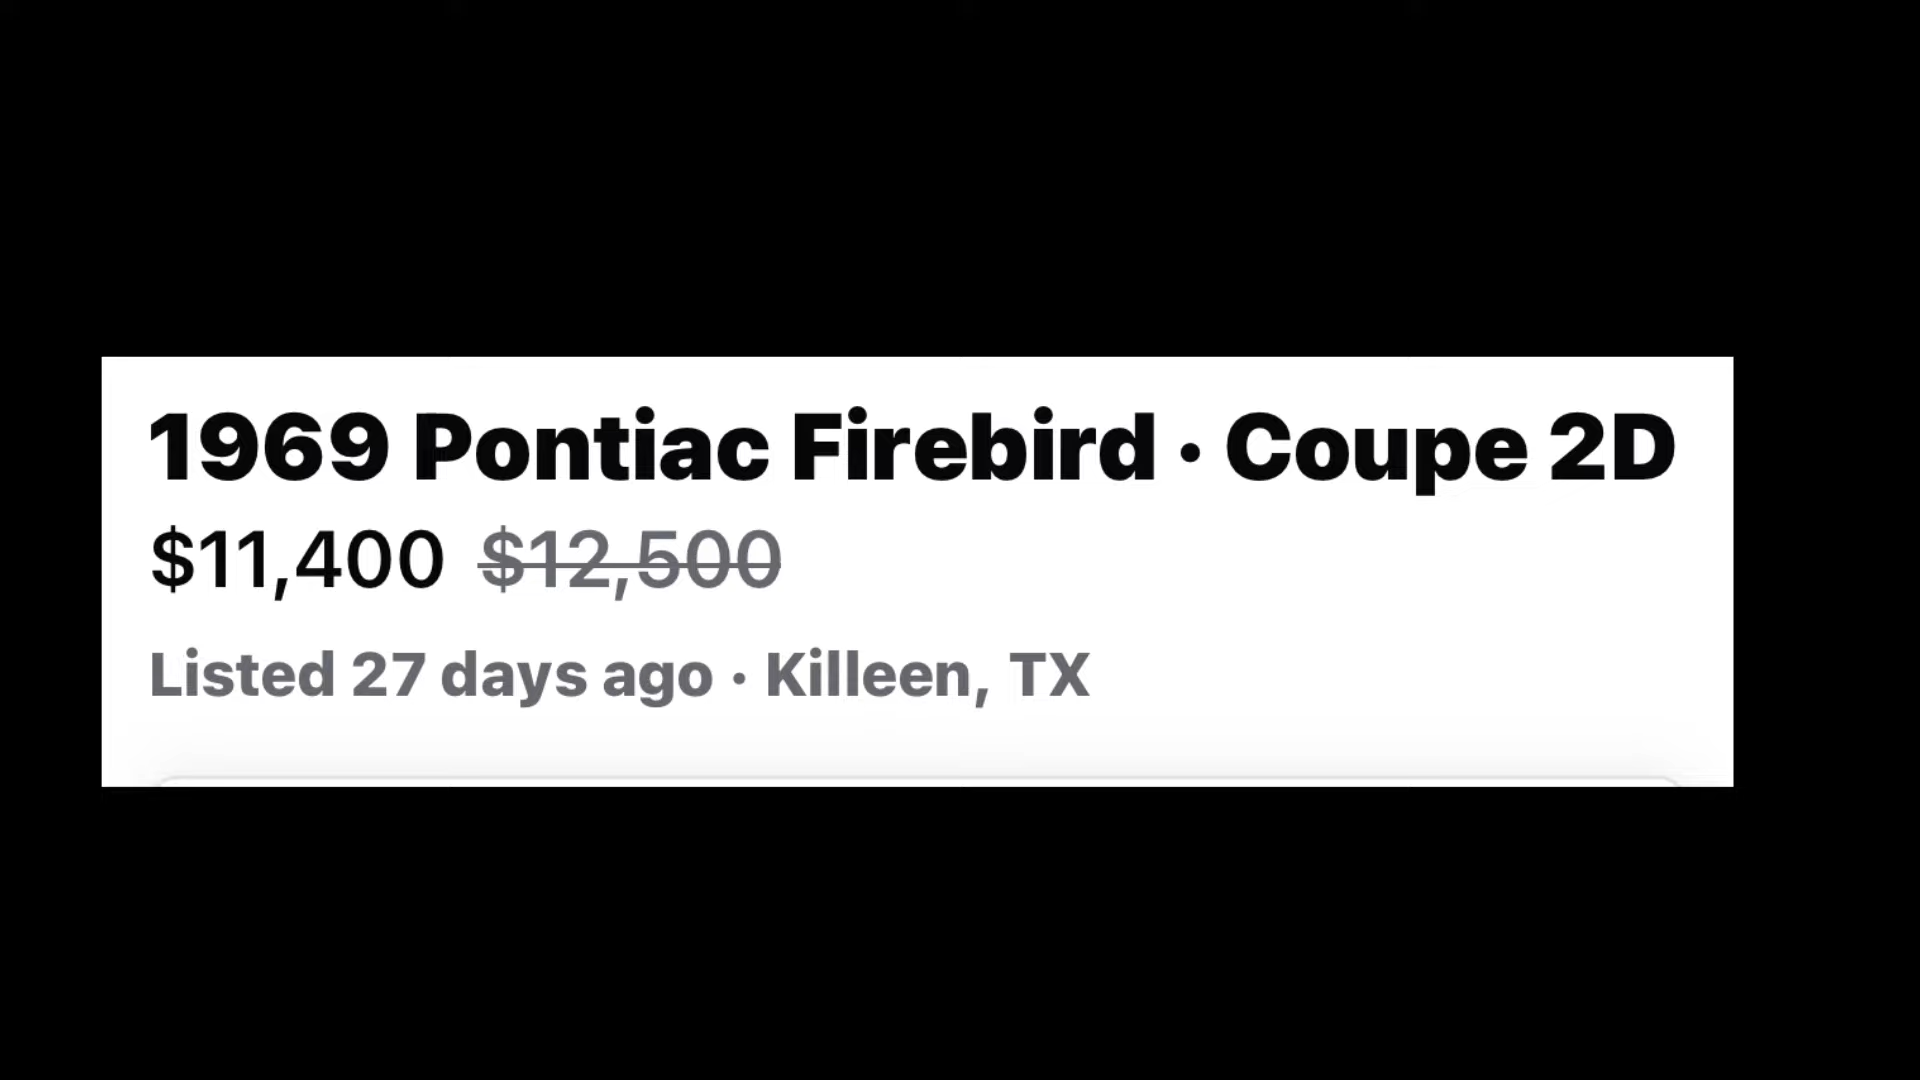 1969 Pontiac Firebird · Coupe 2D
$11,400 $12,500
Listed 27 days ago · Killeen, TX